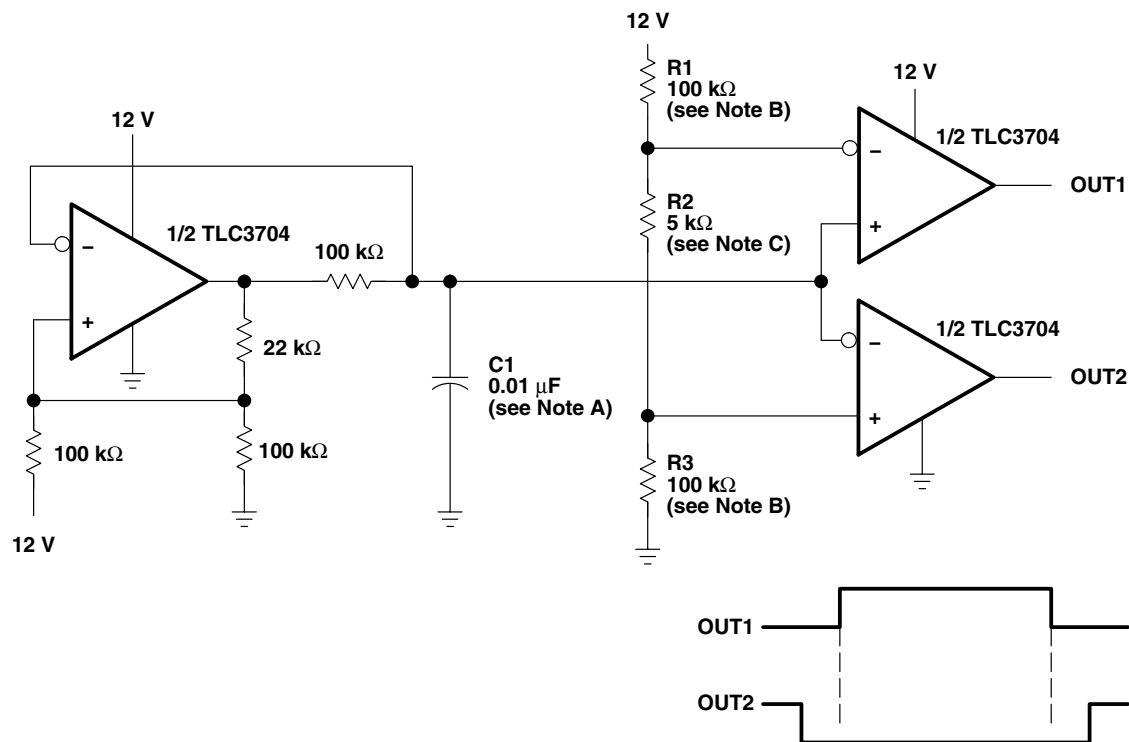 12 V
R1
100 kΩ
(see Note B)
12 V
1/2 TLC3704
−
+
OUT1
12 V
1/2 TLC3704
−
+
100 kΩ
22 kΩ
100 kΩ
100 kΩ
12 V
C1
0.01 µF
(see Note A)
R2
5 kΩ
(see Note C)
1/2 TLC3704
−
+
OUT2
R3
100 kΩ
(see Note B)
OUT1
OUT2